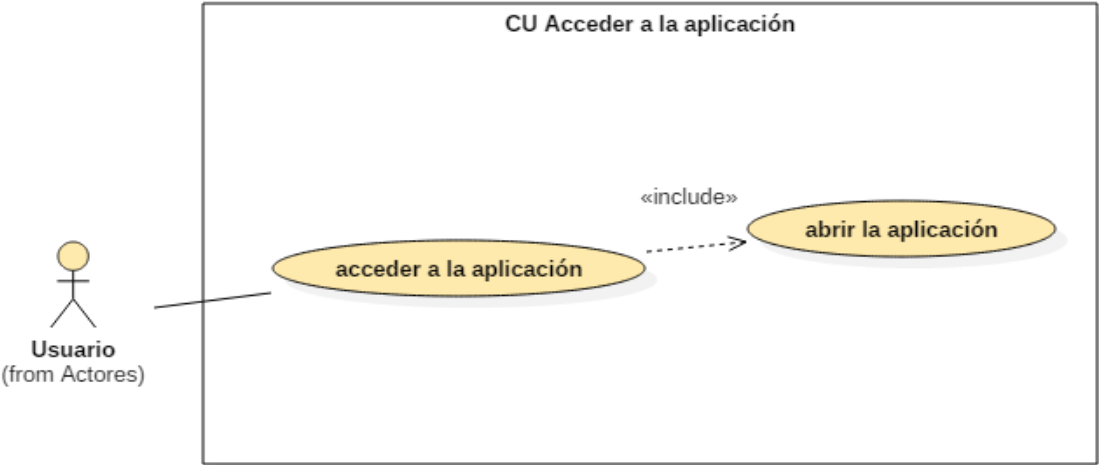 CU Acceder a la aplicación
«include»
abrir la aplicación
acceder a la aplicación
Usuario
(from Actores)